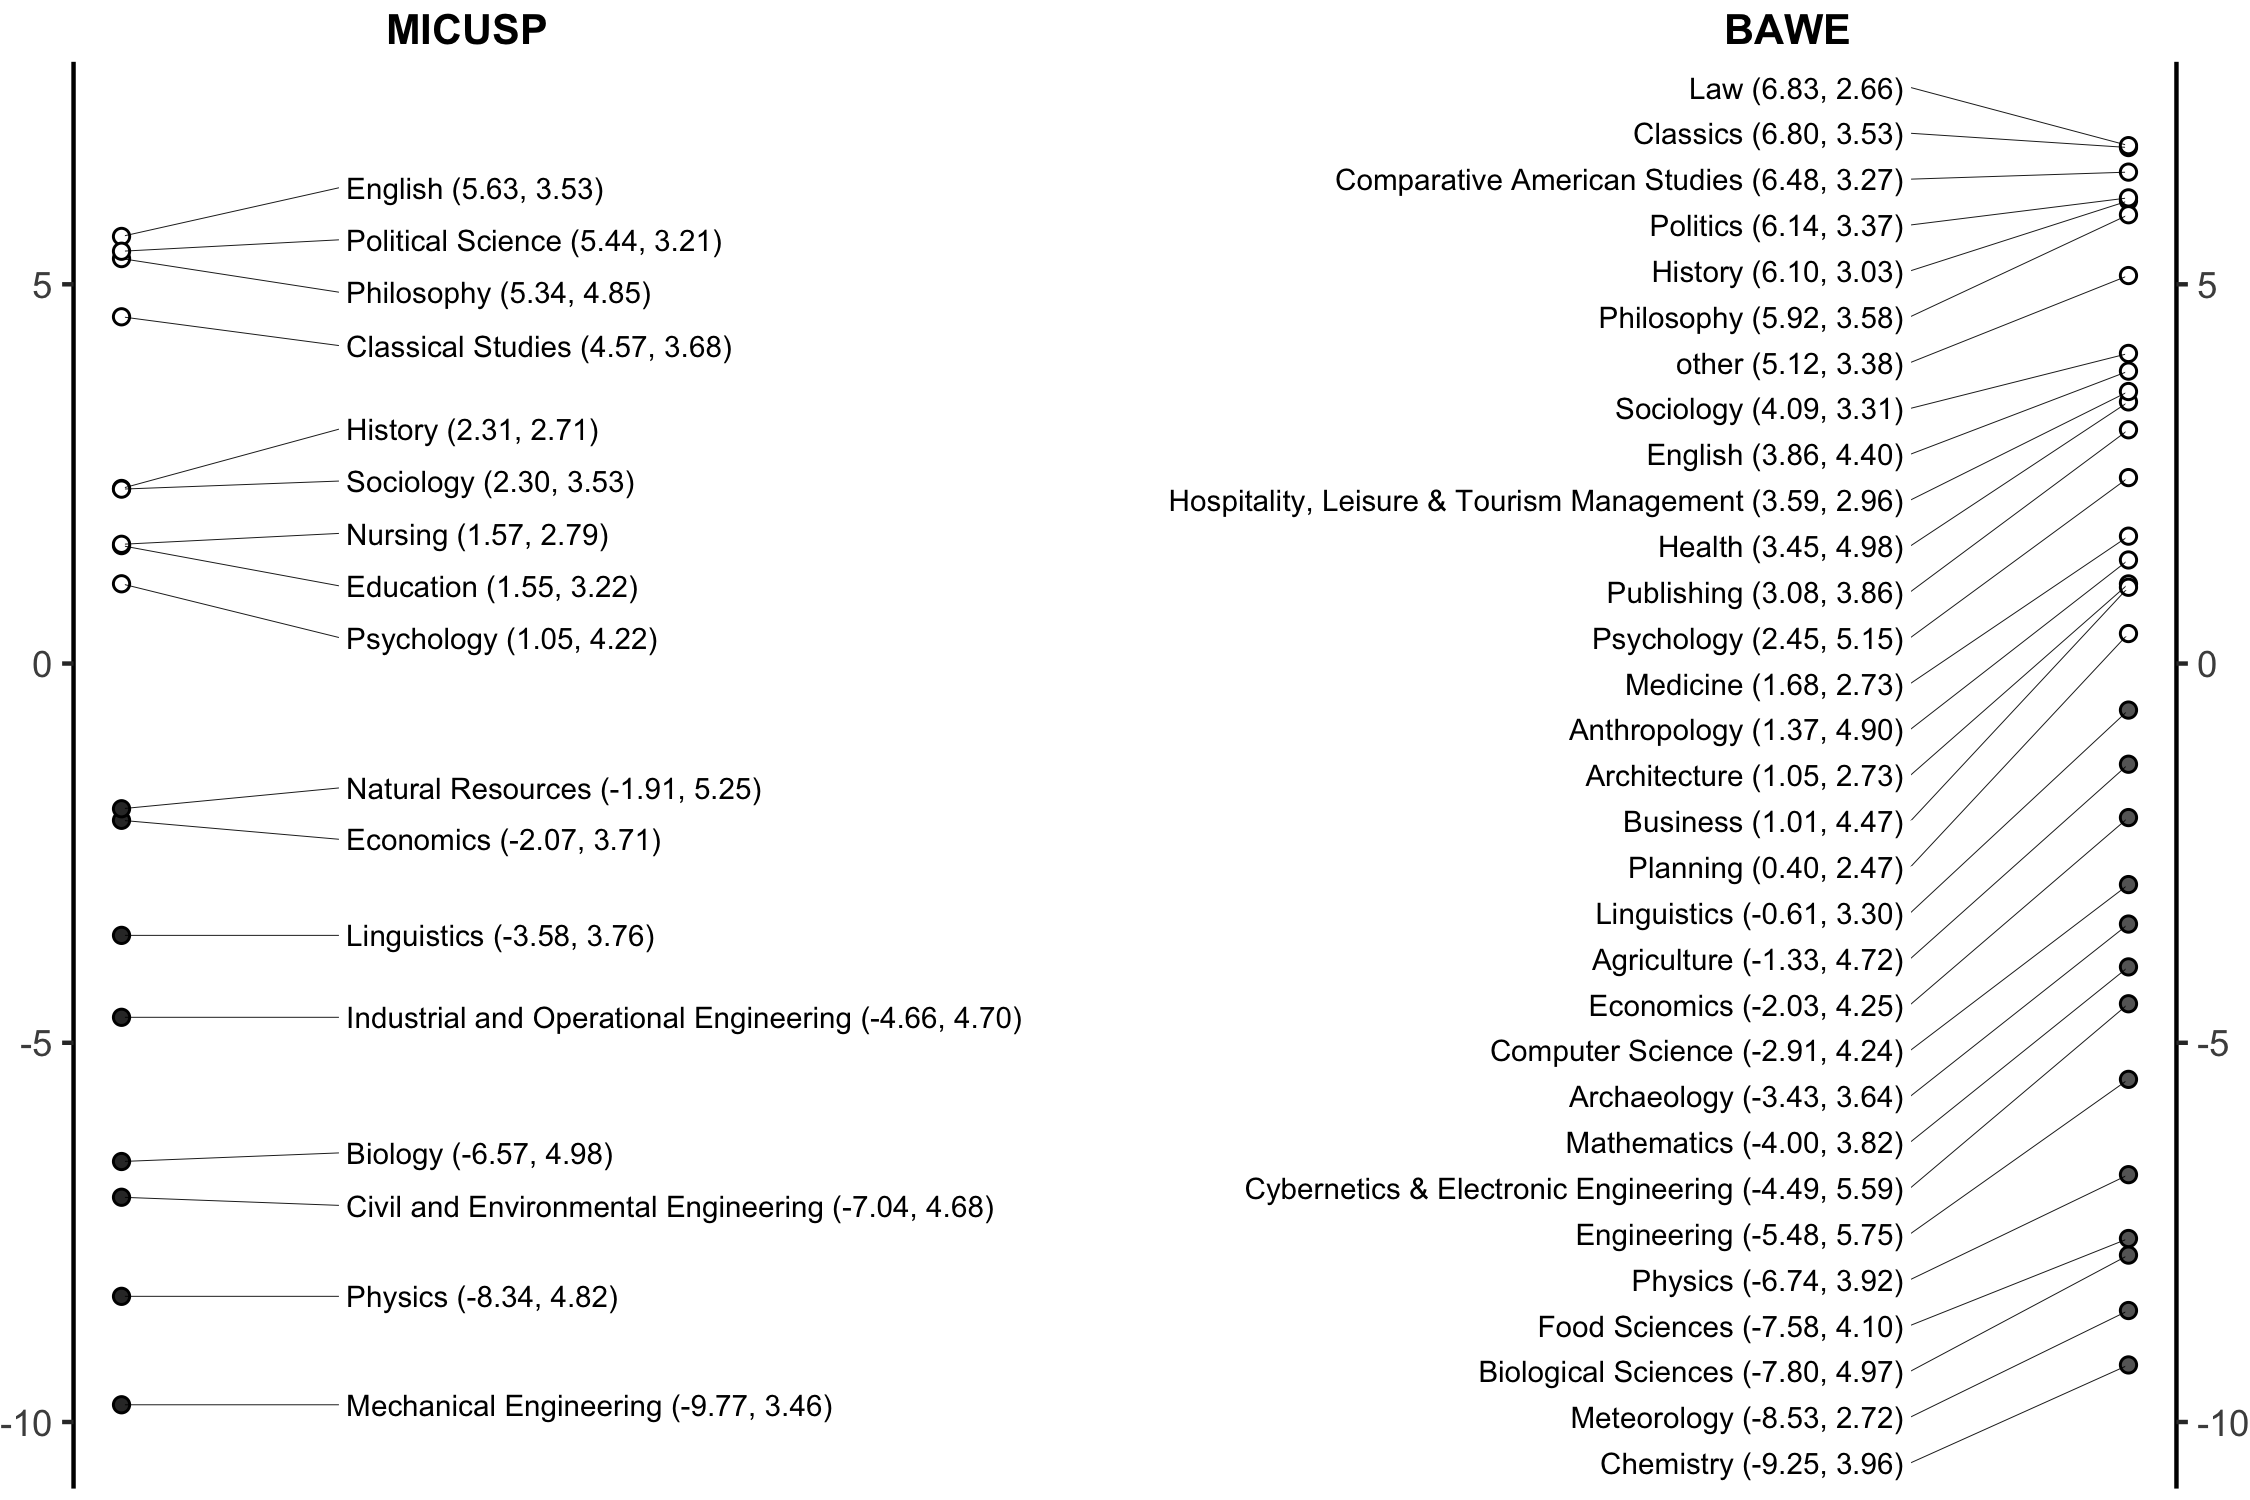 MICUSP
English (5.63, 3.53)
Political Science (5.44, 3.21)
5
Philosophy (5.34, 4.85)
Classical Studies (4.57, 3.68)
History (2.31, 2.71)
Sociology (2.30, 3.53)
Nursing (1.57, 2.79)
Education (1.55, 3.22)
Psychology (1.05, 4.22)
0
Natural Resources (-1.91, 5.25)
Economics (-2.07, 3.71)
Linguistics (-3.58, 3.76)
Industrial and Operational Engineering (-4.66, 4.70)
-5
Biology (-6.57, 4.98)
Civil and Environmental Engineering (-7.04, 4.68)
Physics (-8.34, 4.82)
Mechanical Engineering (-9.77, 3.46)
-10
BAWE
Law (6.83, 2.66)
Classics (6.80, 3.53)
Comparative American Studies (6.48, 3.27)
Politics (6.14, 3.37)
History (6.10, 3.03)
5
Philosophy (5.92, 3.58)
other (5.12, 3.38)
Sociology (4.09, 3.31)
English (3.86, 4.40)
Hospitality, Leisure & Tourism Management (3.59, 2.96)
Health (3.45, 4.98)
Publishing (3.08, 3.86)
Psychology (2.45, 5.15)
0
Medicine (1.68, 2.73)
Anthropology (1.37, 4.90)
Architecture (1.05, 2.73)
Business (1.01, 4.47)
Planning (0.40, 2.47)
Linguistics (-0.61, 3.30)
Agriculture (-1.33, 4.72)
Economics (-2.03, 4.25)
-5
Computer Science (-2.91, 4.24)
Archaeology (-3.43, 3.64)
Mathematics (-4.00, 3.82)
Cybernetics & Electronic Engineering (-4.49, 5.59)
Engineering (-5.48, 5.75)
Physics (-6.74, 3.92)
Food Sciences (-7.58, 4.10)
Biological Sciences (-7.80, 4.97)
Meteorology (-8.53, 2.72)
-10
Chemistry (-9.25, 3.96)